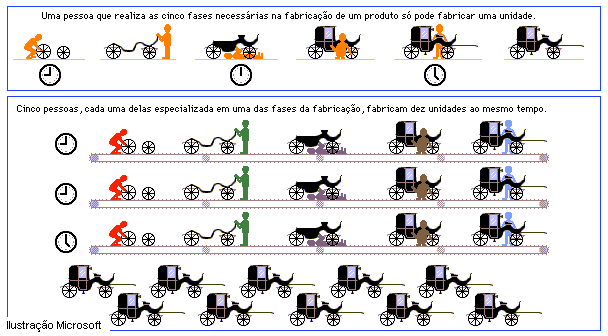 Uma pessoa que realiza as cinco fases necessárias na fabricação de um produto só pode fabricar uma unidade.
Cinco pessoas, cada uma delas especializada em uma das fases da fabricação, fabricam dez unidades ao mesmo tempo.
Ilustração Microsoft